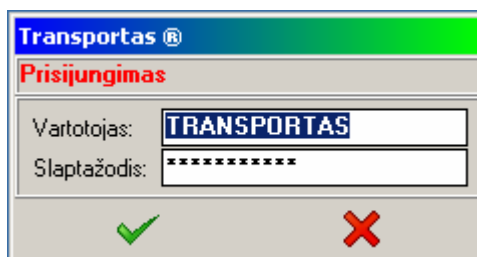 Transportas ®
Prisijungimas
Vartotojas: TRANSPORTAS
Slaptažodis: ***********